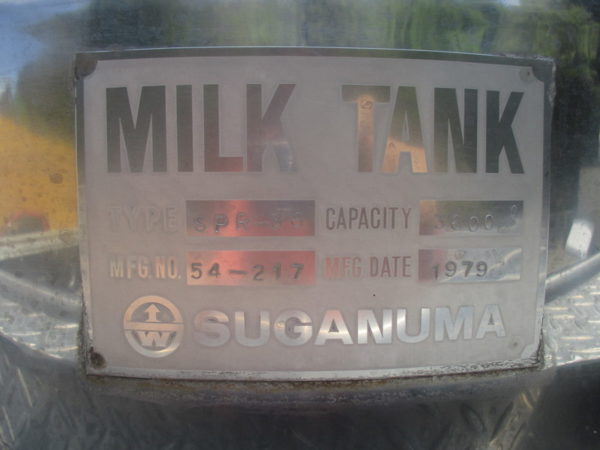 MILK TANK
TYPE CAPACITY
MFG. NO. 54-217 MFG. DATE 1979
W SUGANUMA